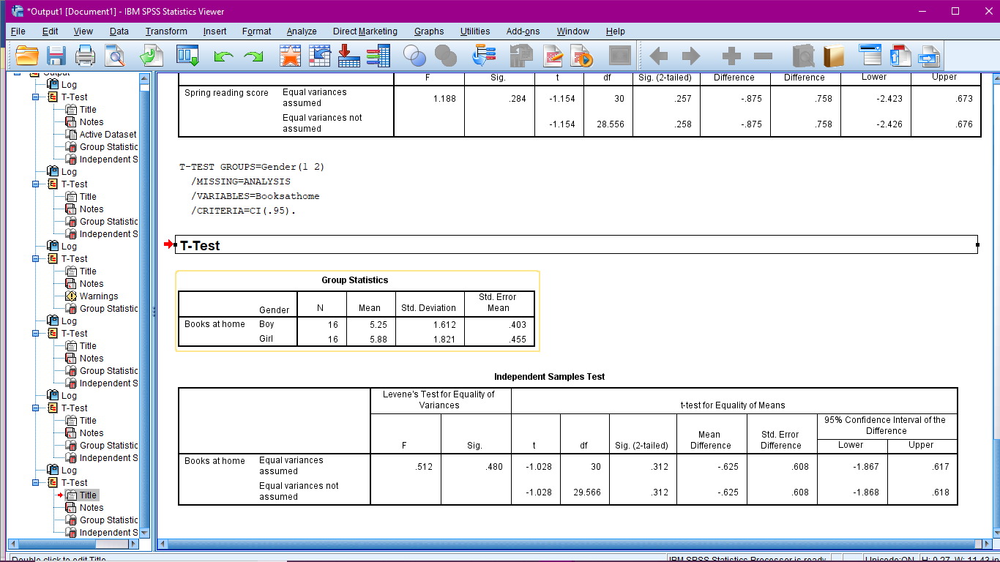 *Output1 [Document1] - IBM SPSS Statistics Viewer
File Edit View Data Transform Insert Format Analyze Direct Marketing Graphs Utilities Add-ons Window Help
Output
Log
T-Test
Title
Notes
Active Dataset
Group Statistic
Independent S
Log
T-Test
Title
Notes
Group Statistic
Independent S
Log
T-Test
Title
Notes
Warnings
Group Statistic
Log
T-Test
Title
Notes
Group Statistic
Independent S
Log
T-Test
Title
Notes
Group Statistic
Independent S
Log
T-Test
Title
Notes
Group Statistic
Independent S
F Sig. t df Sig. (2-tailed) Difference Difference Lower Upper
Spring reading score Equal variances
assumed 1.188 .284 -1.154 30 .257 -.875 .758 -2.423 .673
Equal variances not
assumed -1.154 28.556 .258 -.875 .758 -2.426 .676
T-TEST GROUPS=Gender(1 2)
/MISSING=ANALYSIS
/VARIABLES=Booksathome
/CRITERIA=CI(.95).
T-Test
Group Statistics
Gender N Mean Std. Deviation Std. Error
Mean
Books at home Boy 16 5.25 1.612 .403
Girl 16 5.88 1.821 .455
Independent Samples Test
Levene's Test for Equality of
Variances t-test for Equality of Means
95% Confidence Interval of the
Difference
F Sig. t df Sig. (2-tailed) Mean
Difference Std. Error
Difference Lower Upper
Books at home Equal variances
assumed .512 .480 -1.028 30 .312 -.625 .608 -1.867 .617
Equal variances not
assumed -1.028 29.566 .312 -.625 .608 -1.868 .618
Double click to edit Title IBM SPSS Statistics Processor is ready Unicode:ON H: 0.27, W: 11.43 in